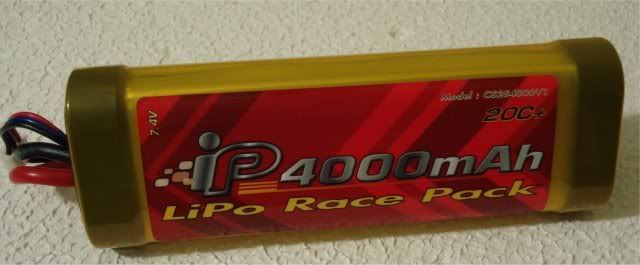 Model : CS2S4000V1
20C+
7.4V
iP 4000mAh
LiPo Race Pack